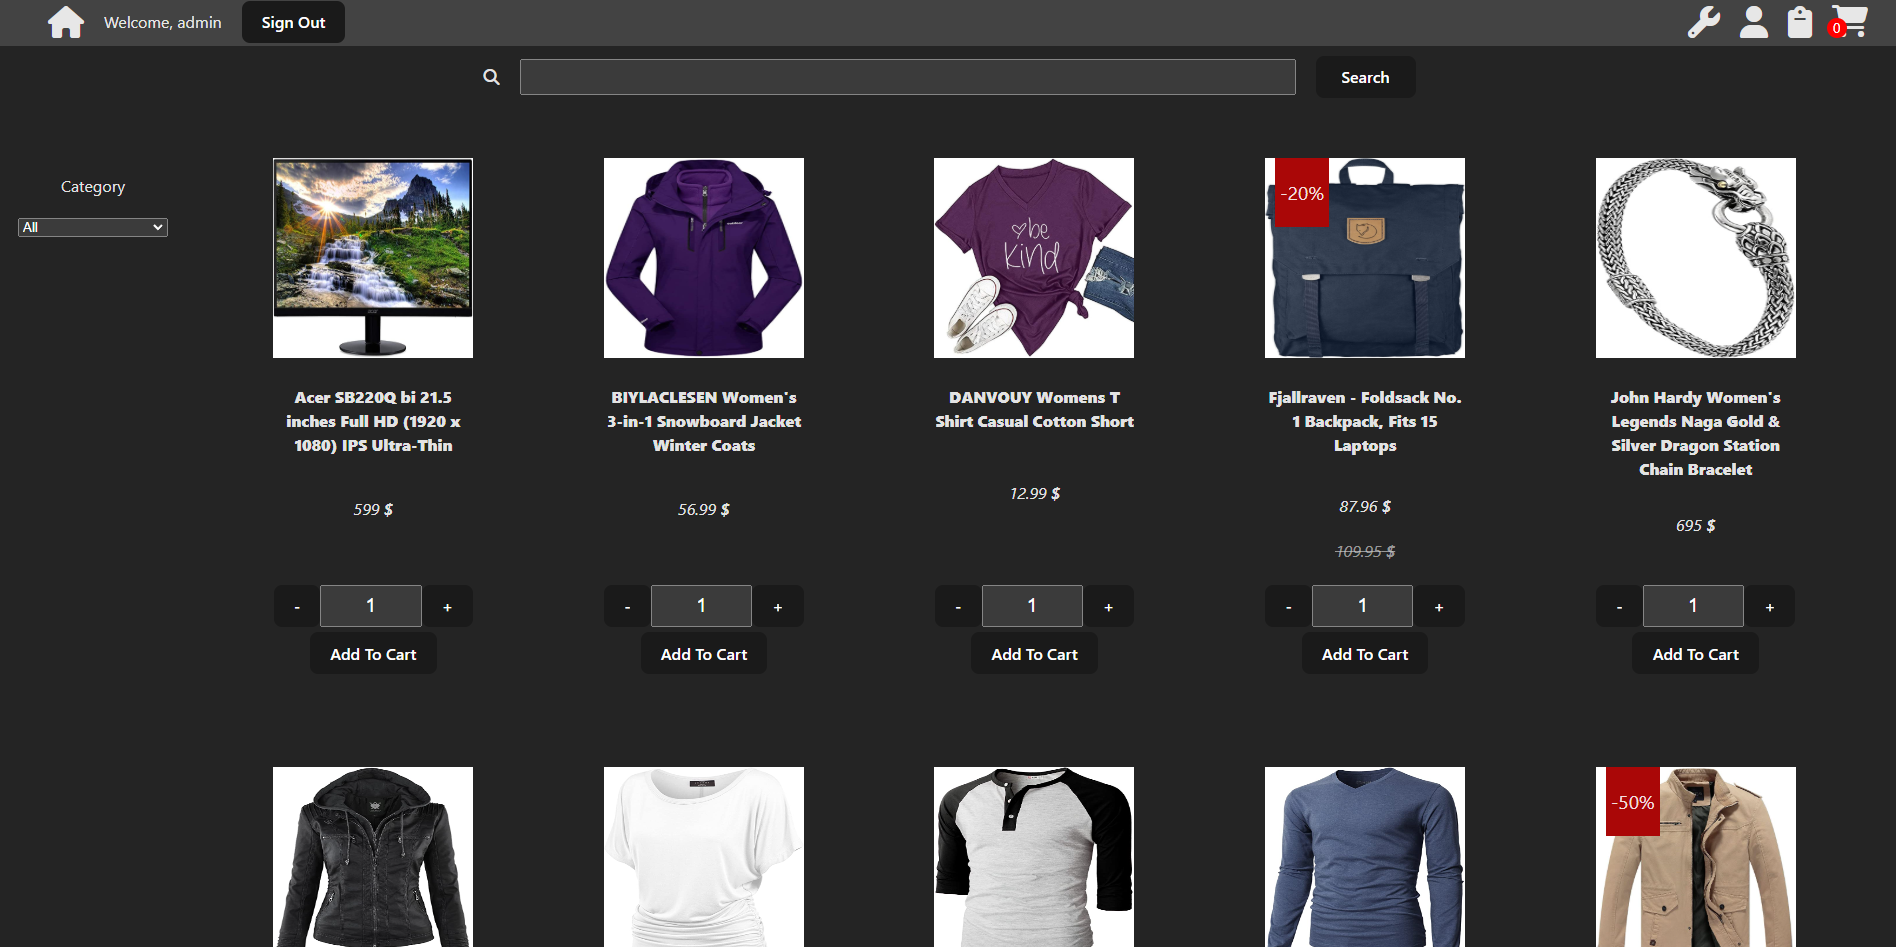 Welcome, admin
Sign Out
0
Search
Category
All
be
kind
-20%
Acer SB220Q bi 21.5
inches Full HD (1920 x
1080) IPS Ultra-Thin
599 $
- 1 +
Add To Cart
BIYLACLESEN Women's
3-in-1 Snowboard Jacket
Winter Coats
56.99 $
- 1 +
Add To Cart
DANVOUY Womens T
Shirt Casual Cotton Short
12.99 $
- 1 +
Add To Cart
Fjallraven - Foldsack No.
1 Backpack, Fits 15
Laptops
87.96 $
109.95 $
- 1 +
Add To Cart
John Hardy Women's
Legends Naga Gold &
Silver Dragon Station
Chain Bracelet
695 $
- 1 +
Add To Cart
-50%